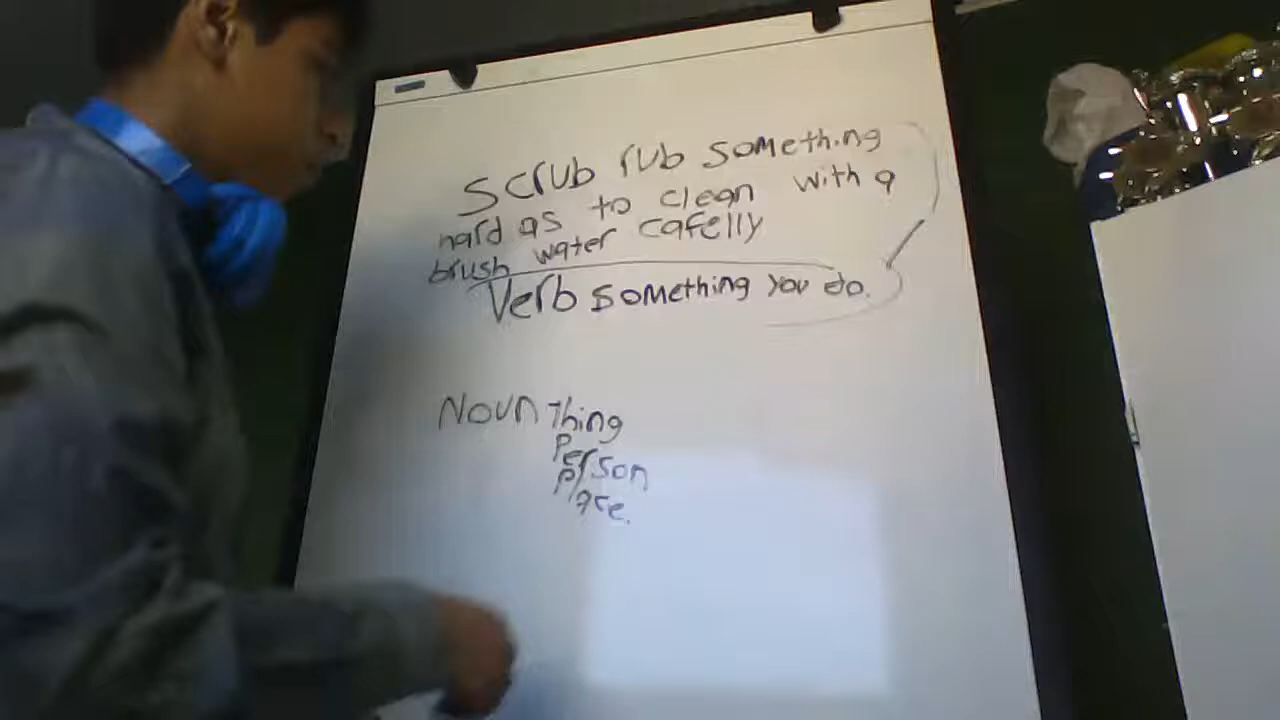 Scrub rub something
hard as to clean with a
brush water cafelly
Verb something you do.
Noun Thing
Person
Place.